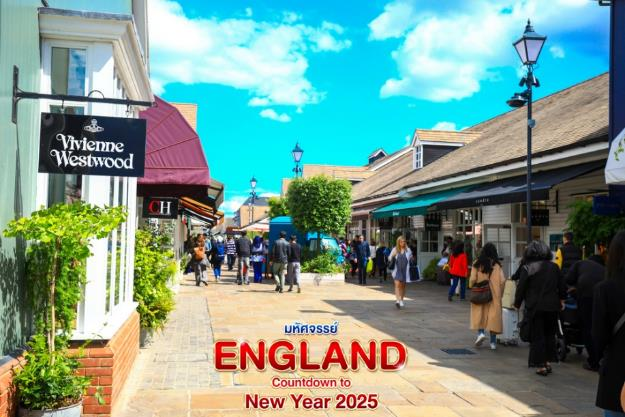 Vivienne
Westwood
CH
มหัศจรรย์
ENGLAND
Countdown to
New Year 2025